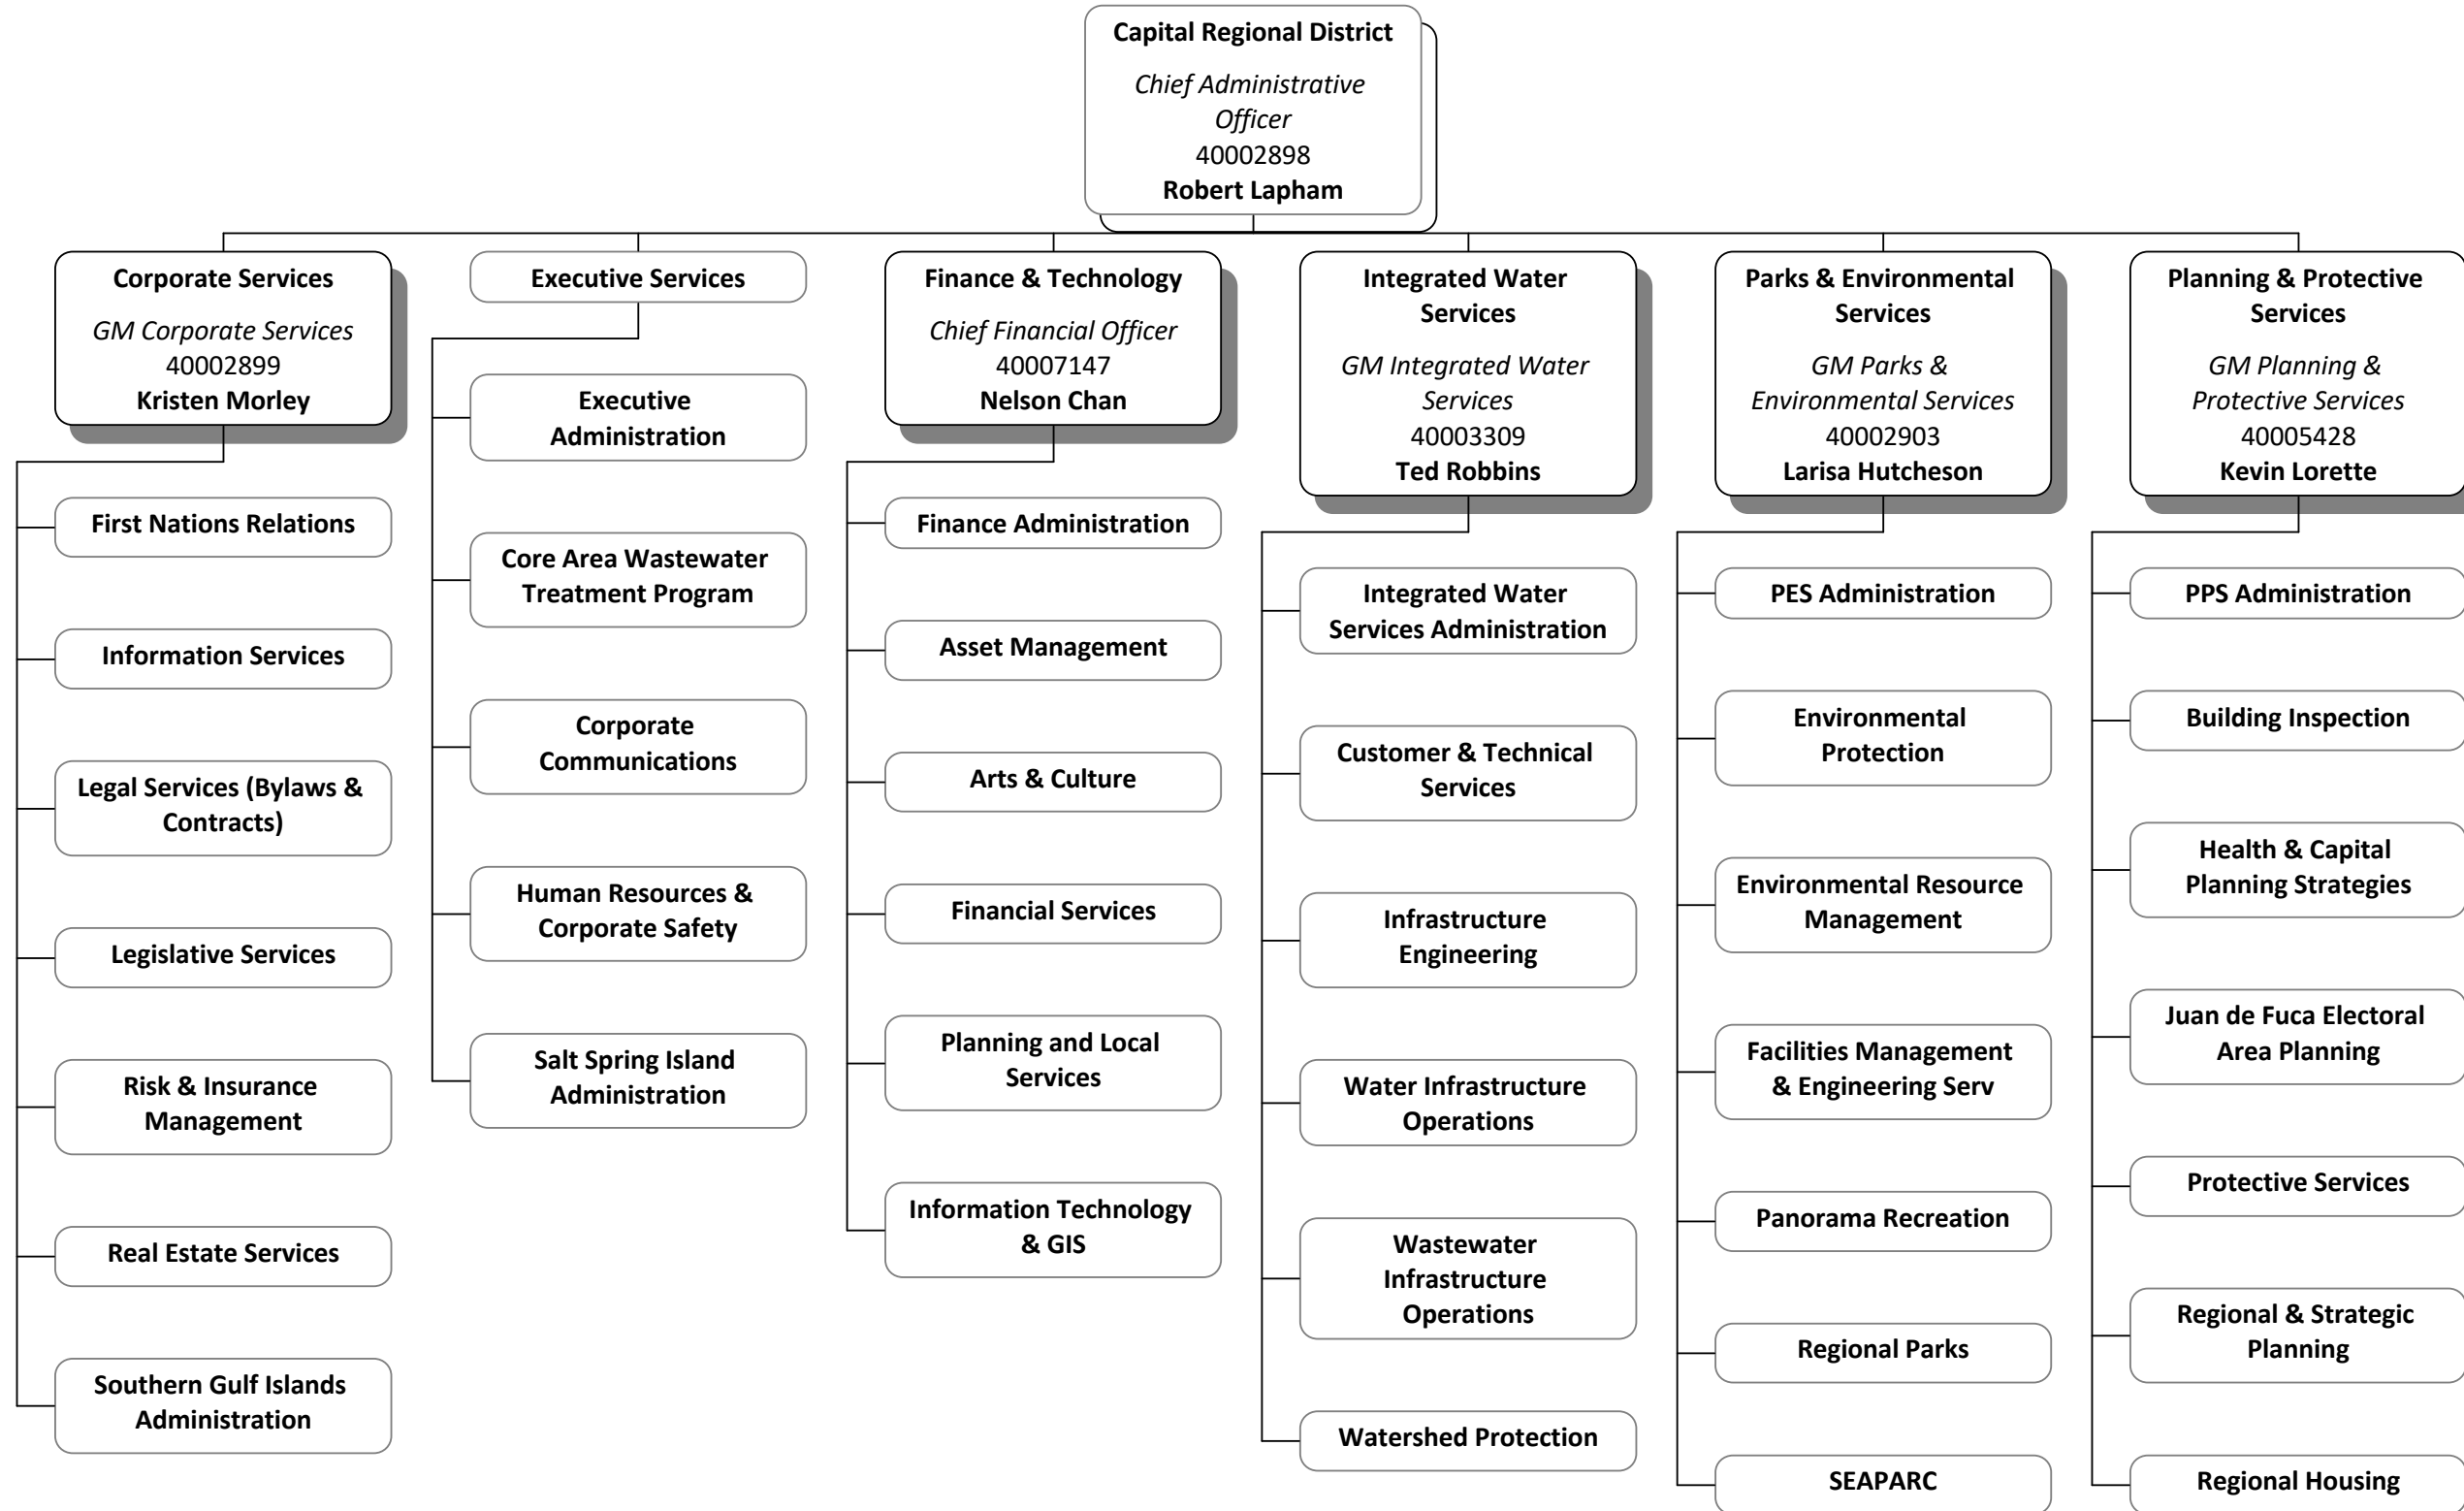 Capital Regional District
Chief Administrative
Officer
40002898
Robert Lapham
Corporate Services
GM Corporate Services
40002899
Kristen Morley
First Nations Relations
Information Services
Legal Services (Bylaws &
Contracts)
Legislative Services
Risk & Insurance
Management
Real Estate Services
Southern Gulf Islands
Administration
Executive Services
Executive
Administration
Core Area Wastewater
Treatment Program
Corporate
Communications
Human Resources &
Corporate Safety
Salt Spring Island
Administration
Finance & Technology
Chief Financial Officer
40007147
Nelson Chan
Finance Administration
Asset Management
Arts & Culture
Financial Services
Planning and Local
Services
Information Technology
& GIS
Integrated Water
Services
GM Integrated Water
Services
40003309
Ted Robbins
Integrated Water
Services Administration
Customer & Technical
Services
Infrastructure
Engineering
Water Infrastructure
Operations
Wastewater
Infrastructure
Operations
Watershed Protection
Parks & Environmental
Services
GM Parks &
Environmental Services
40002903
Larisa Hutcheson
PES Administration
Environmental
Protection
Environmental Resource
Management
Facilities Management
& Engineering Serv
Panorama Recreation
Regional Parks
SEAPARC
Planning & Protective
Services
GM Planning &
Protective Services
40005428
Kevin Lorette
PPS Administration
Building Inspection
Health & Capital
Planning Strategies
Juan de Fuca Electoral
Area Planning
Protective Services
Regional & Strategic
Planning
Regional Housing